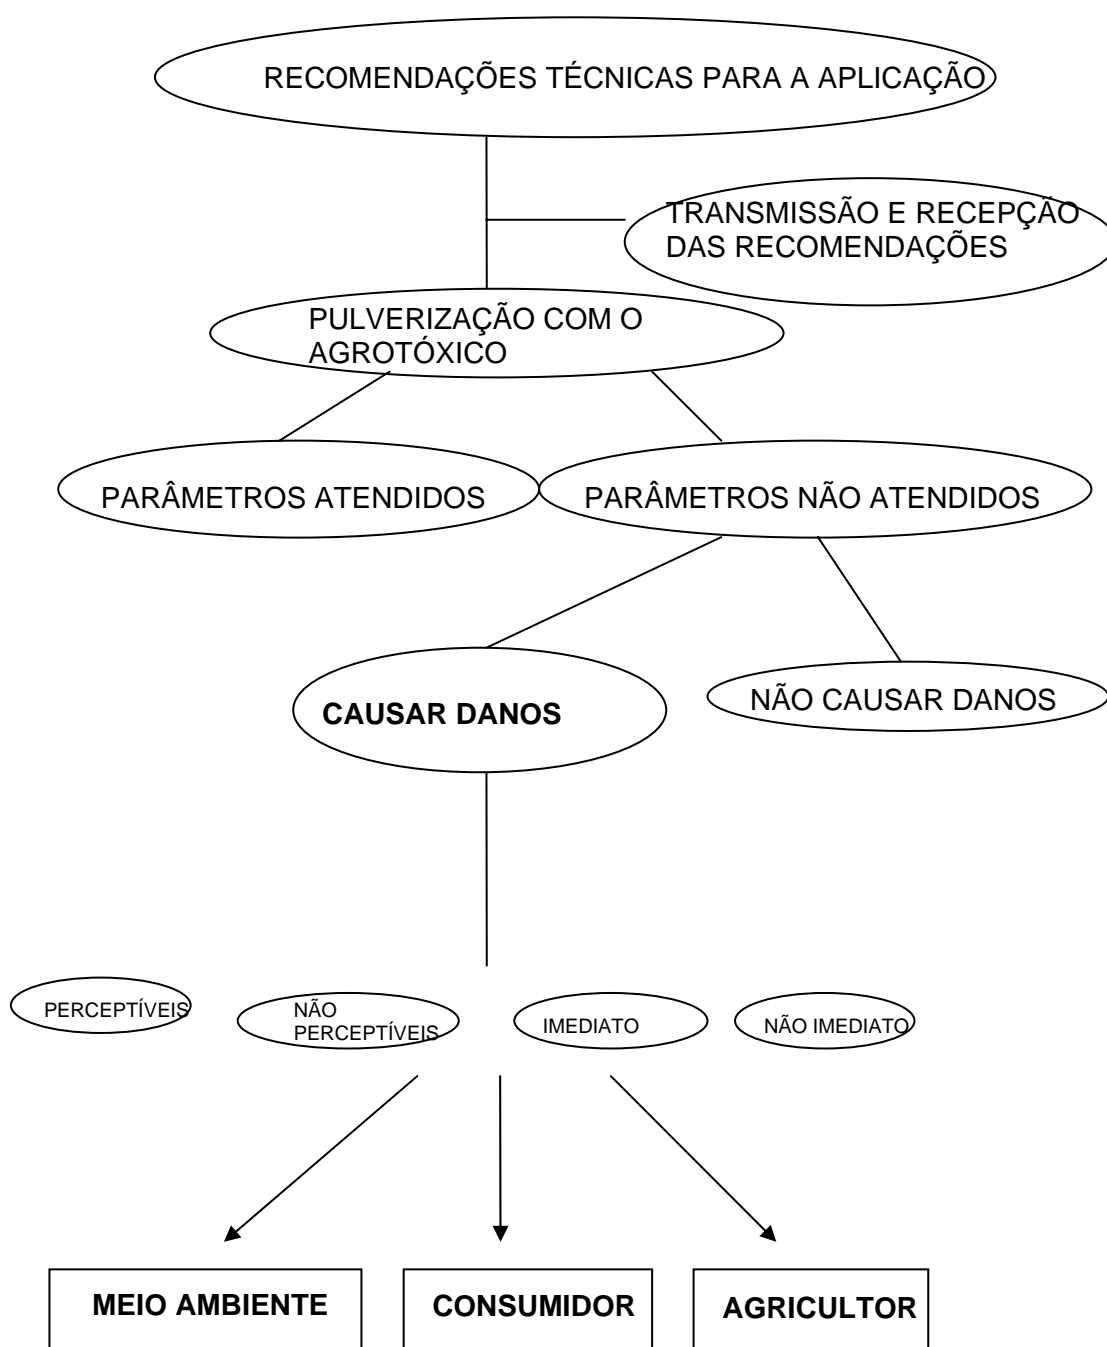 RECOMENDAÇÕES TÉCNICAS PARA A APLICAÇÃO
TRANSMISSÃO E RECEPÇÃO
DAS RECOMENDAÇÕES
PULVERIZAÇÃO COM O
AGROTÓXICO
PARÂMETROS ATENDIDOS
PARÂMETROS NÃO ATENDIDOS
CAUSAR DANOS
NÃO CAUSAR DANOS
PERCEPTÍVEIS
NÃO
PERCEPTÍVEIS
IMEDIATO
NÃO IMEDIATO
MEIO AMBIENTE
CONSUMIDOR
AGRICULTOR